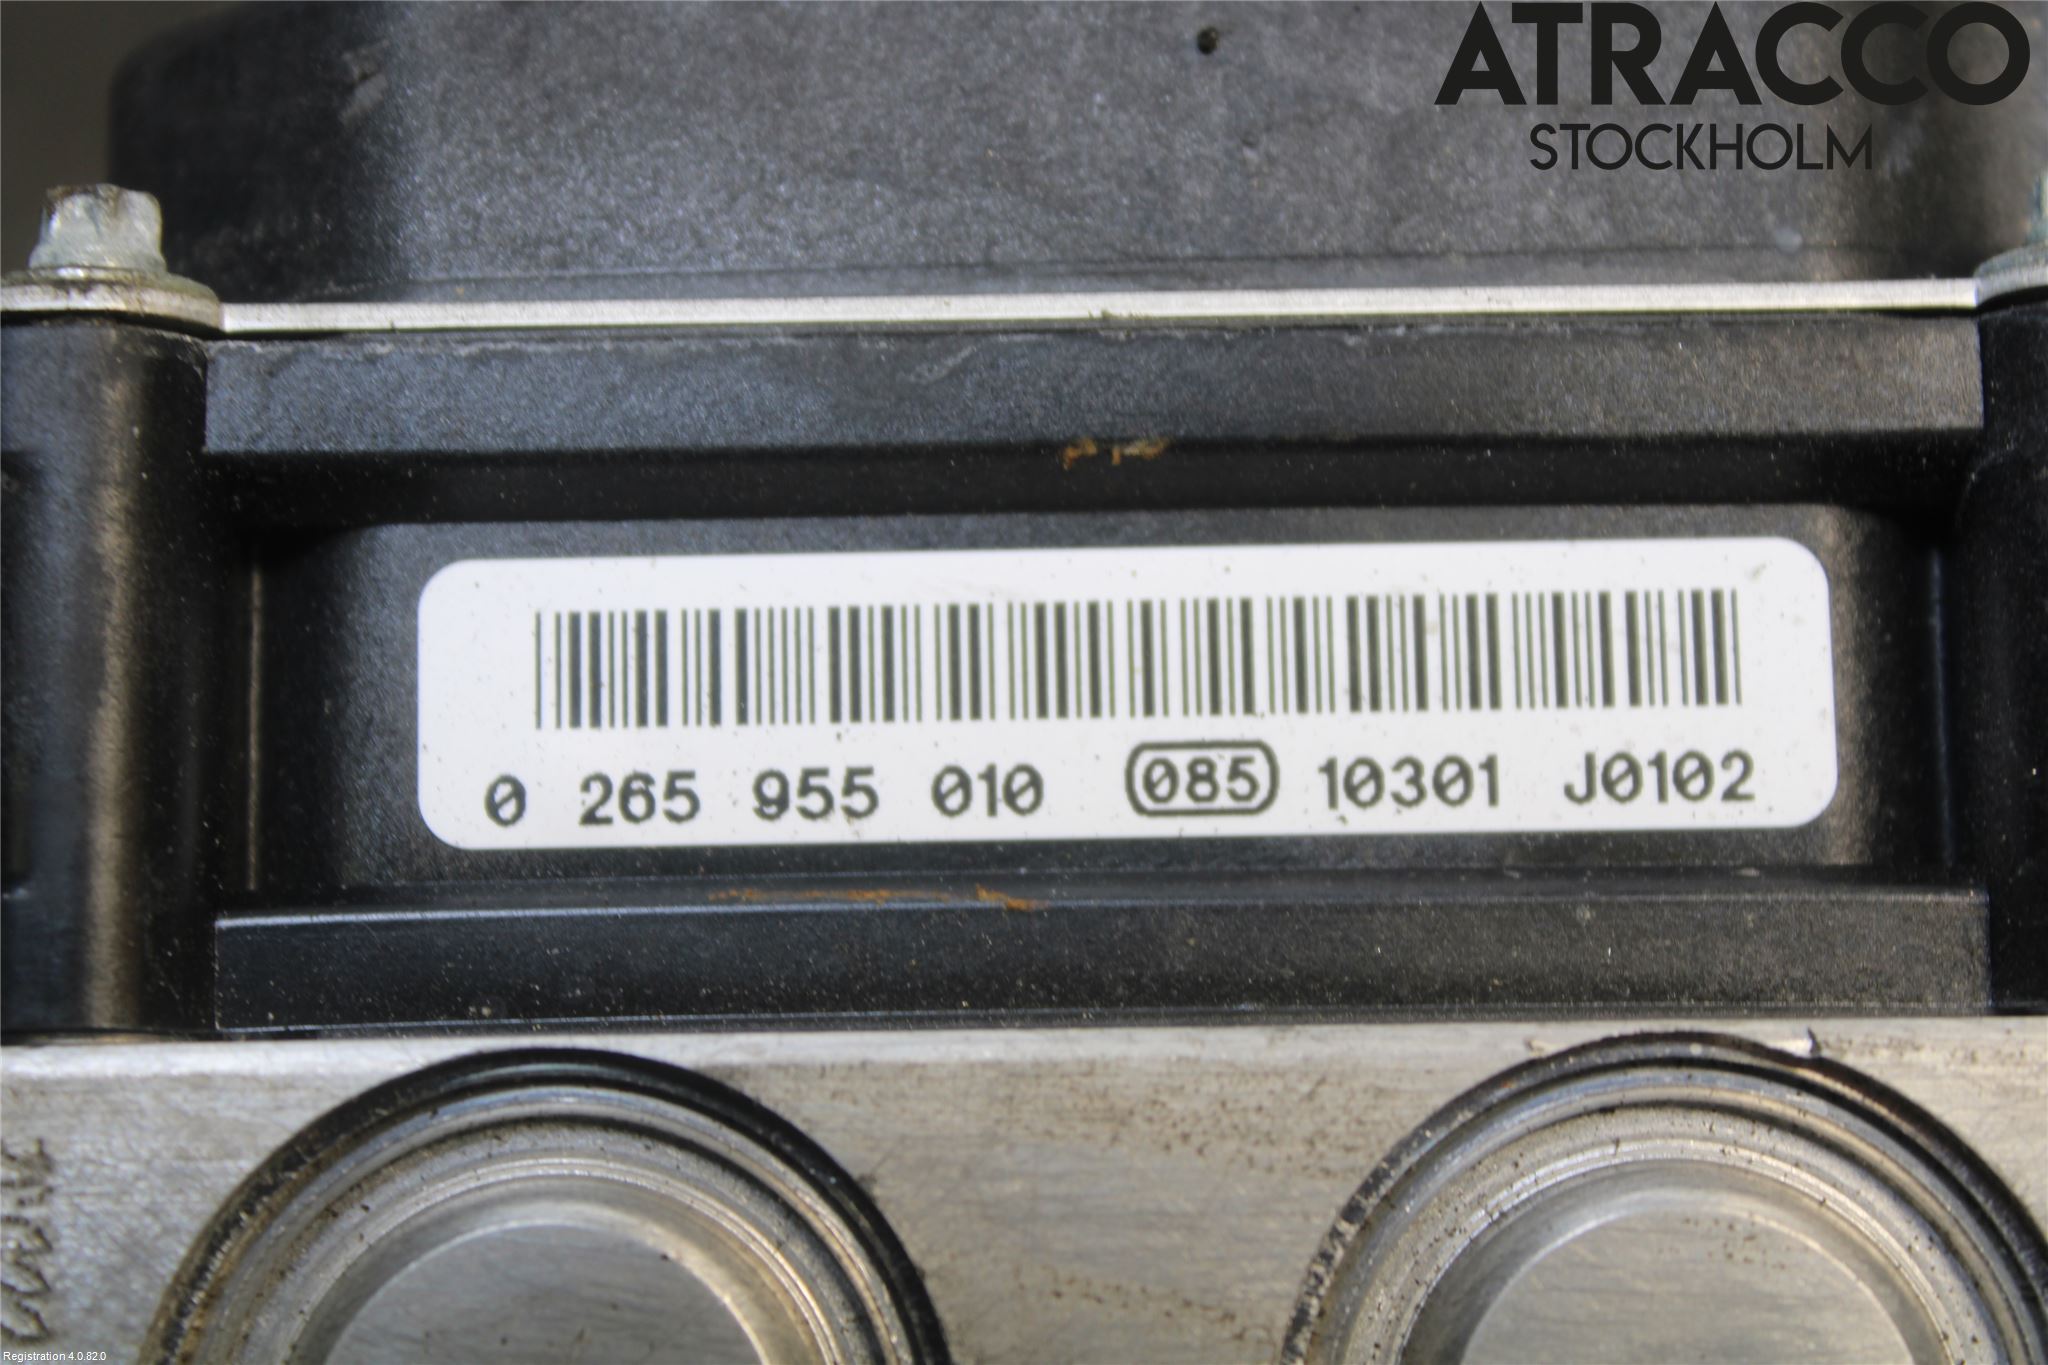 ATRACCO
STOCKHOLM
0 265 955 010 085 10301 J0102
Registration 4.0.82.0